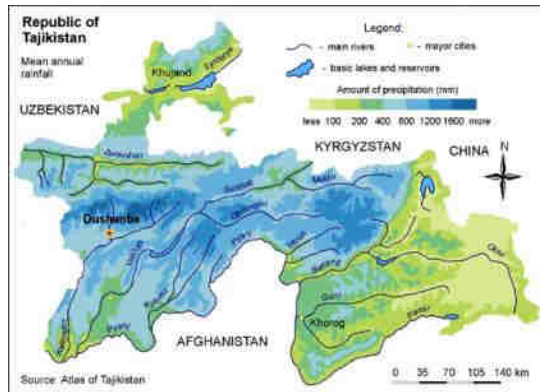 Republic of
Tajikistan
Mean annual
rainfall
Legend:
- main rivers
- mayor cities
- basic lakes and reservoirs
Amount of precipitation (mm)
less 100 200 400 600 1200 1600 more
Khujand
UZBEKISTAN
KYRGYZSTAN
CHINA
N
Dushanbe
AFGHANISTAN
Khorog
Gunt
Source: Atlas of Tajikistan
0 35 70 105 140 km